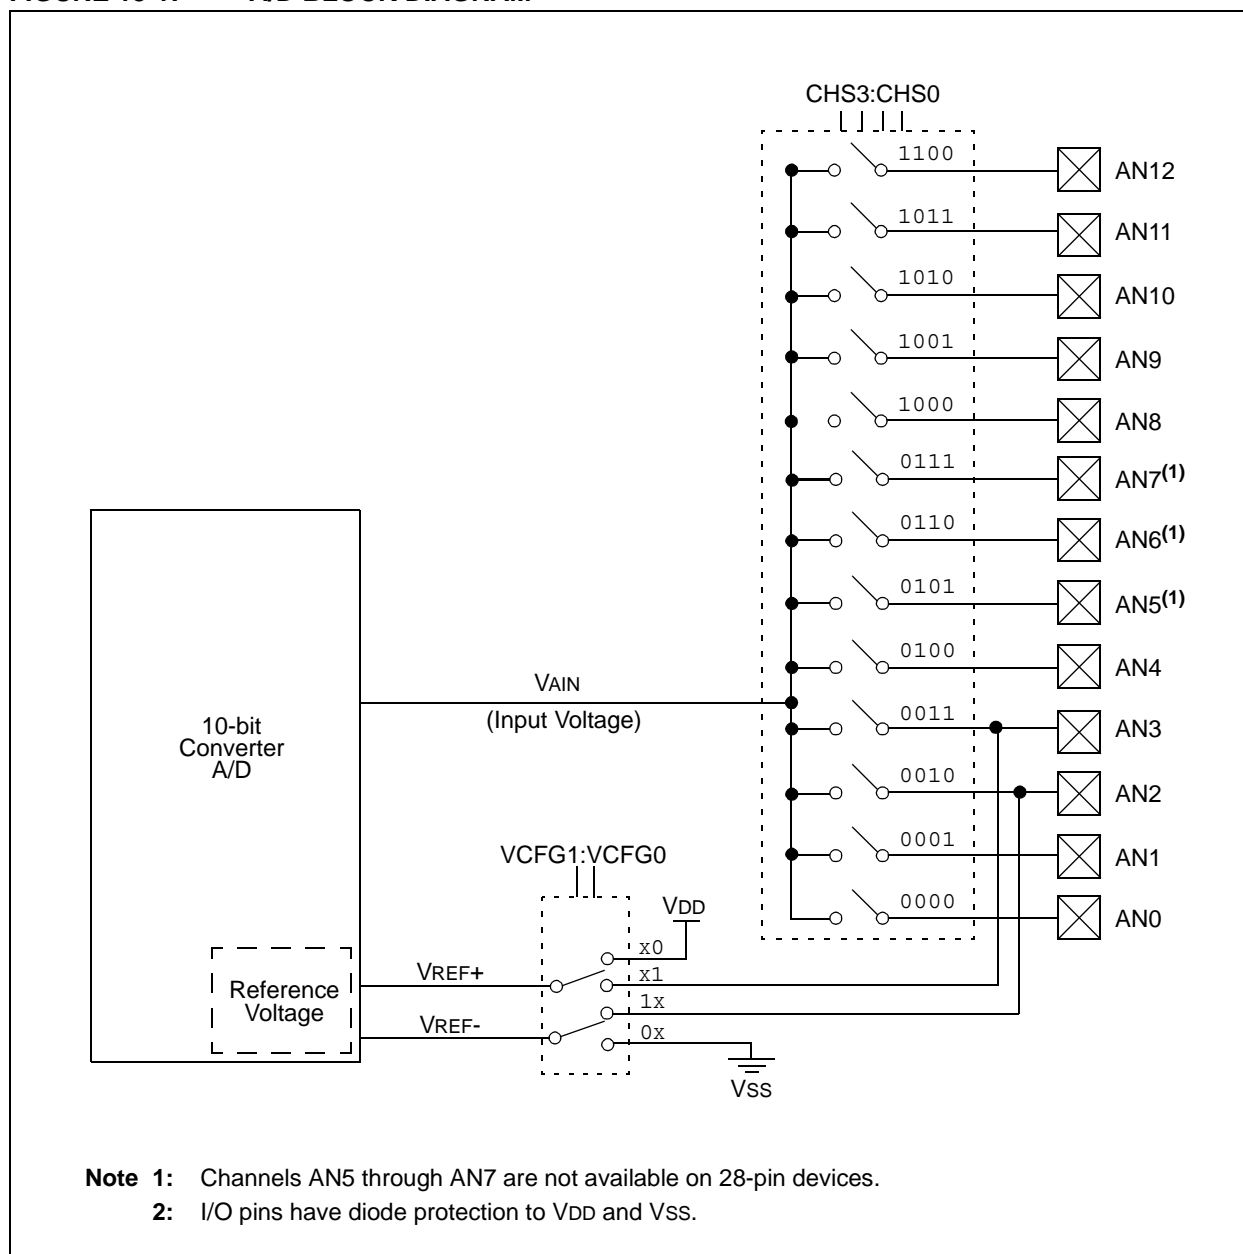 CHS3:CHS0
1100 AN12
1011 AN11
1010 AN10
1001 AN9
1000 AN8
0111 AN7(1)
0110 AN6(1)
0101 AN5(1)
0100 AN4
VAIN
(Input Voltage)
0011 AN3
10-bit
Converter
A/D
0010 AN2
0001 AN1
VCFG1:VCFG0
0000 AN0
VDD
x0
VREF+
x1
Reference
Voltage
1x
VREF-
0x
VSS
Note 1: Channels AN5 through AN7 are not available on 28-pin devices.
2: I/O pins have diode protection to VDD and VSS.